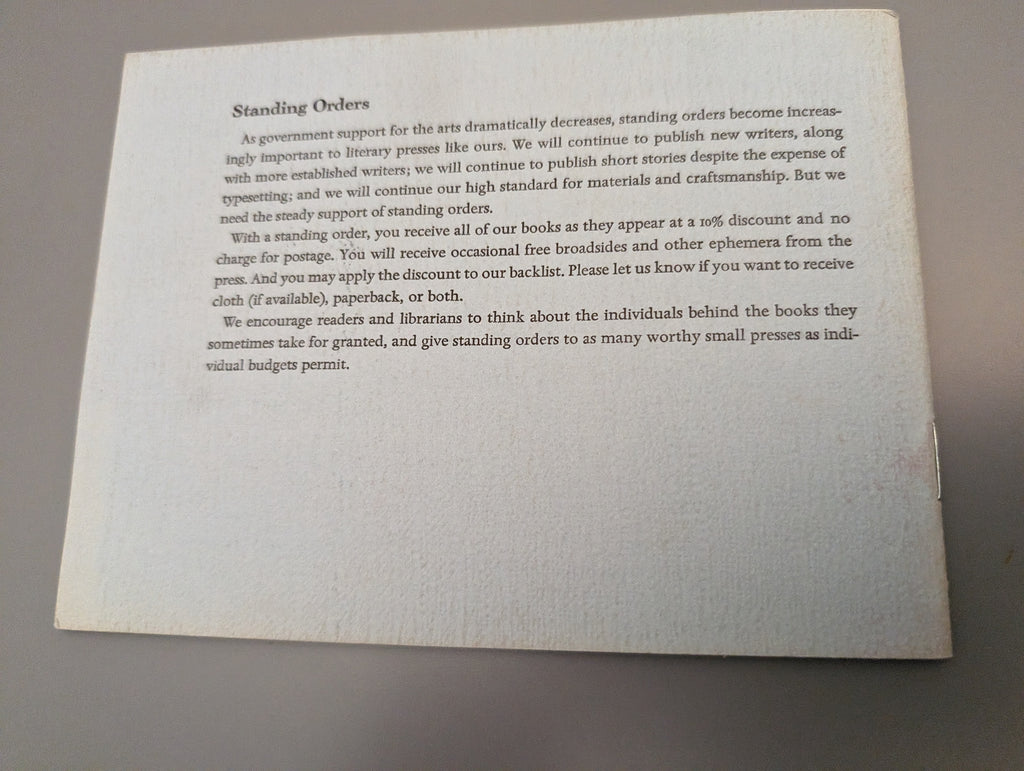 Standing Orders
As government support for the arts dramatically decreases, standing orders become increas-
ingly important to literary presses like ours. We will continue to publish new writers, along
with more established writers; we will continue to publish short stories despite the expense of
typesetting; and we will continue our high standard for materials and craftsmanship. But we
need the steady support of standing orders.
With a standing order, you receive all of our books as they appear at a 10% discount and no
charge for postage. You will receive occasional free broadsides and other ephemera from the
press. And you may apply the discount to our backlist. Please let us know if you want to receive
cloth (if available), paperback, or both.
We encourage readers and librarians to think about the individuals behind the books they
sometimes take for granted, and give standing orders to as many worthy small presses as indi-
vidual budgets permit.